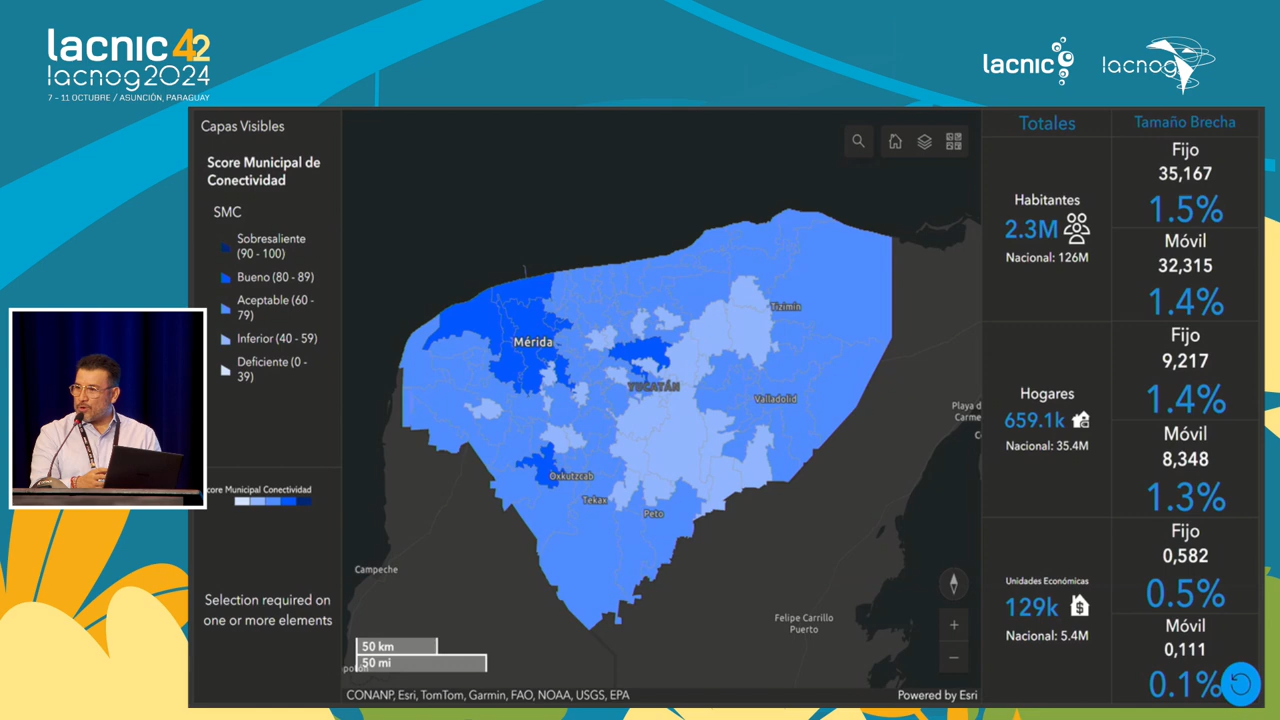 lacnic42
lacnog2024
7 - 11 OCTUBRE / ASUNCIÓN, PARAGUAY
lacnic
lacnog
Capas Visibles
Score Municipal de
Conectividad
SMC
Sobresaliente
(90 - 100)
Bueno (80 - 89)
Aceptable (60 -
79)
Inferior (40 - 59)
Deficiente (0 -
39)
core Municipal Conectividad
Selection required on
one or more elements
Mérida
Tizimín
YUCATÁN
Valladolid
Oxkutzcab
Tekax
Peto
Playa d
Carme
C
Campeche
Felipe Carrillo
Puerto
50 km
50 mi
CONANP, Esri, TomTom, Garmin, FAO, NOAA, USGS, EPA
Powered by Esri
Totales
Habitantes
2.3M
Nacional: 126M
Hogares
659.1k
Nacional: 35.4M
Unidades Económicas
129k
$
Nacional: 5.4M
Tamaño Brecha
Fijo
35,167
1.5%
Móvil
32,315
1.4%
Fijo
9,217
1.4%
Móvil
8,348
1.3%
Fijo
0,582
0.5%
Móvil
0,111
0.1%